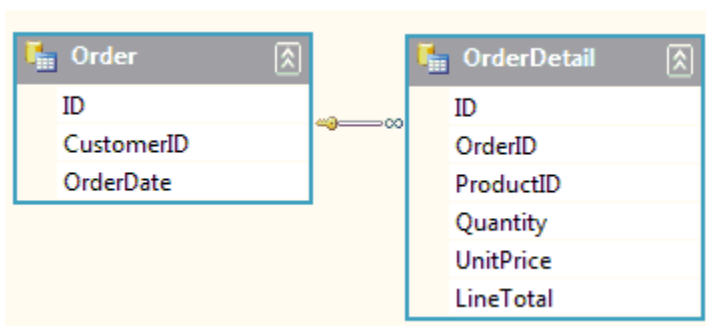 Order
ID
CustomerID
OrderDate
OrderDetail
ID
OrderID
ProductID
Quantity
UnitPrice
LineTotal